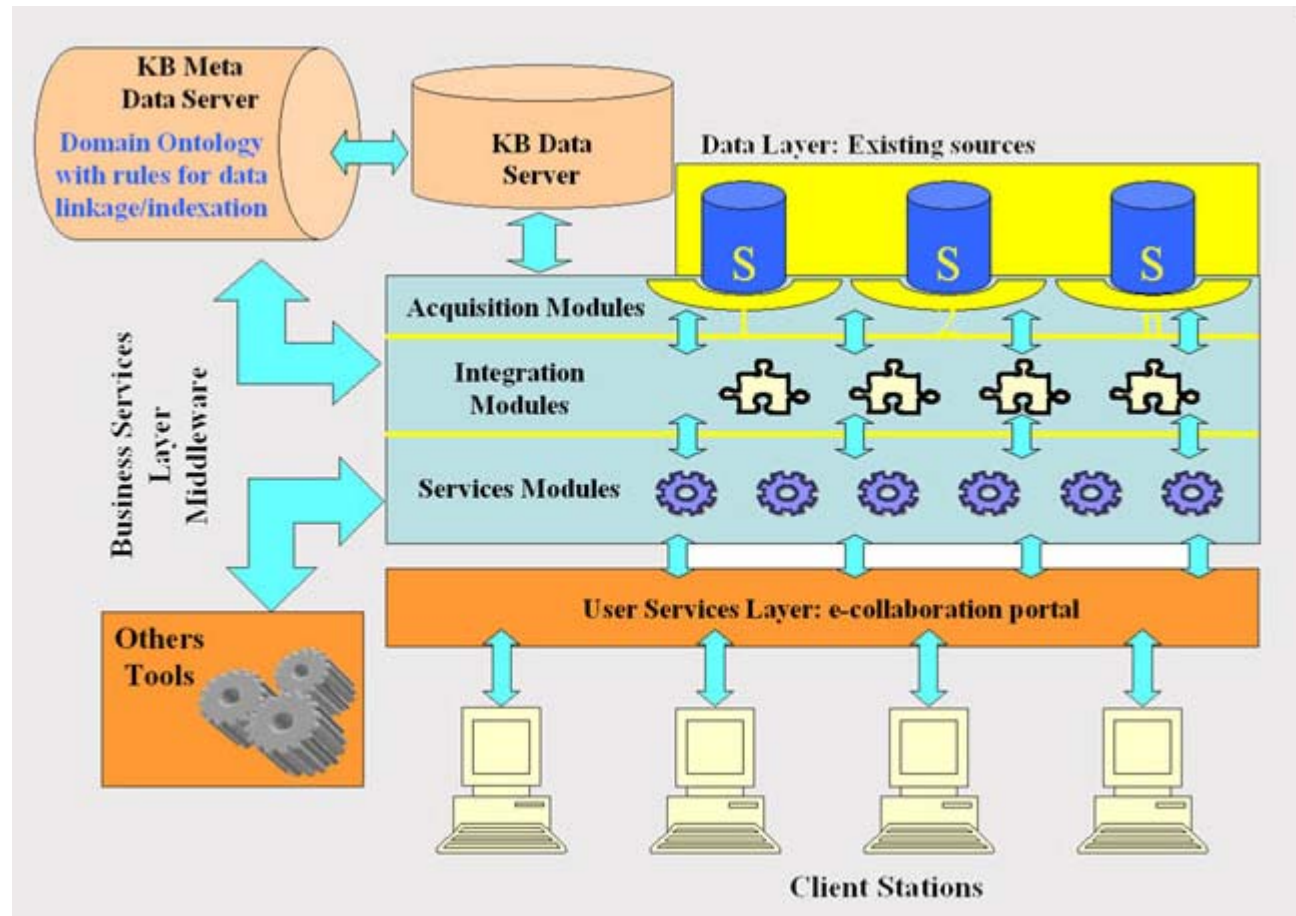 KB Meta
Data Server
Domain Ontology
with rules for data
linkage/indexation
KB Data
Server
Data Layer: Existing sources
S
S
S
1
2
n
Acquisition Modules
Integration
Modules
Services Modules
Business Services
Layer
Middleware
User Services Layer: e-collaboration portal
Others
Tools
Client Stations